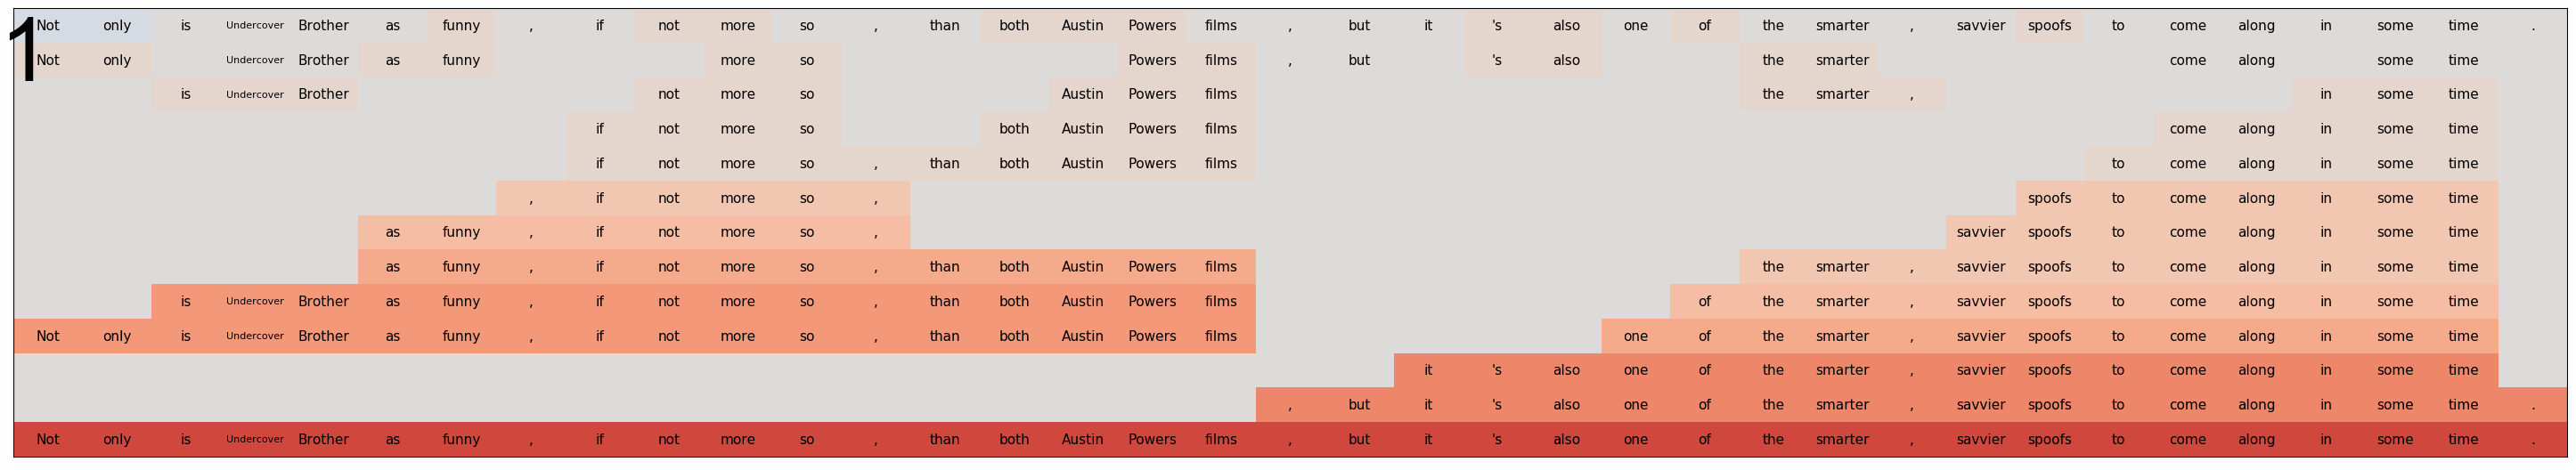 1
Not only is Undercover Brother as funny , if not more so , than both Austin Powers films , but it 's also one of the smarter , savvier spoofs to come along in some time .
Not only Undercover Brother as funny more so Powers films , but 's also the smarter come along some time
is Undercover Brother not more so Austin Powers films the smarter , in some time
if not more so both Austin Powers films come along in some time
if not more so , than both Austin Powers films to come along in some time
, if not more so , spoofs to come along in some time
as funny , if not more so , savvier spoofs to come along in some time
as funny , if not more so , than both Austin Powers films the smarter , savvier spoofs to come along in some time
is Undercover Brother as funny , if not more so , than both Austin Powers films of the smarter , savvier spoofs to come along in some time
Not only is Undercover Brother as funny , if not more so , than both Austin Powers films one of the smarter , savvier spoofs to come along in some time
it 's also one of the smarter , savvier spoofs to come along in some time
, but it 's also one of the smarter , savvier spoofs to come along in some time .
Not only is Undercover Brother as funny , if not more so , than both Austin Powers films , but it 's also one of the smarter , savvier spoofs to come along in some time .